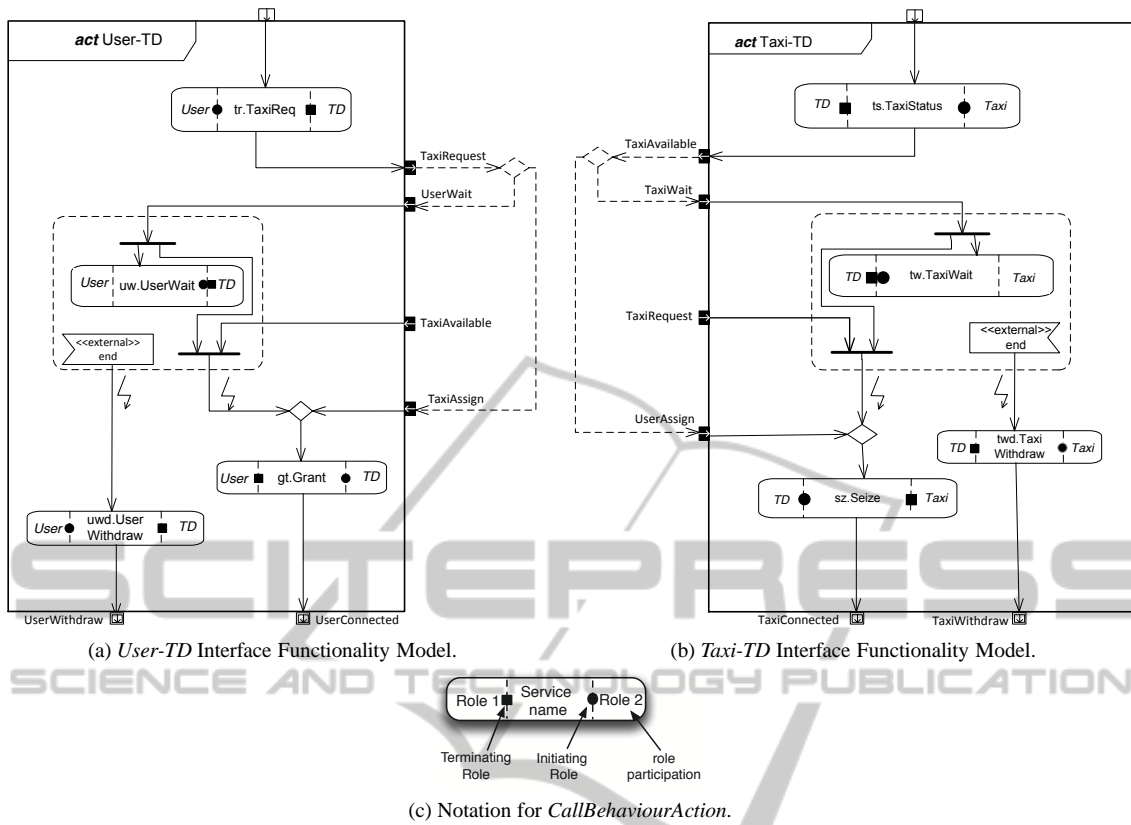 act User-TD
User
tr.TaxiReq
TD
TaxiRequest
UserWait
User
uw.UserWait
TD
<<external>>
end
TaxiAvailable
TaxiAssign
User
gt.Grant
TD
User
uwd.User
Withdraw
TD
UserWithdraw
UserConnected
(a) User-TD Interface Functionality Model.
act Taxi-TD
TD
ts.TaxiStatus
Taxi
TaxiAvailable
TaxiWait
TD
tw.TaxiWait
Taxi
TaxiRequest
<<external>>
end
UserAssign
TD
twd.Taxi
Withdraw
Taxi
TD
sz.Seize
Taxi
TaxiConnected
TaxiWithdraw
(b) Taxi-TD Interface Functionality Model.
SCITEPRESS
SCIENCE AND TECHNOLOGY PUBLICATIONS
Role 1
Service
name
Role 2
Terminating
Role
Initiating
Role
role
participation
(c) Notation for CallBehaviourAction.